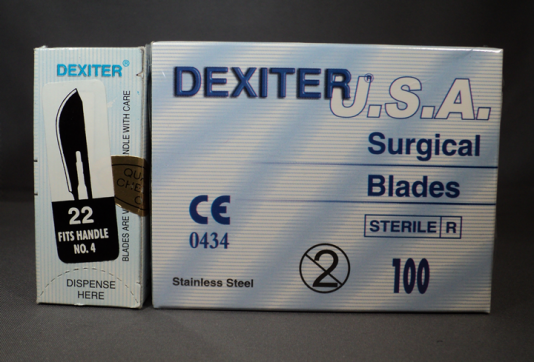 DEXITER®
22
FITS HANDLE
NO. 4
DISPENSE
HERE
BLADES ARE
NDLE WITH CARE
DEXITER®
U.S.A.
Surgical
Blades
CE
0434
STERILE R
2
100
Stainless Steel